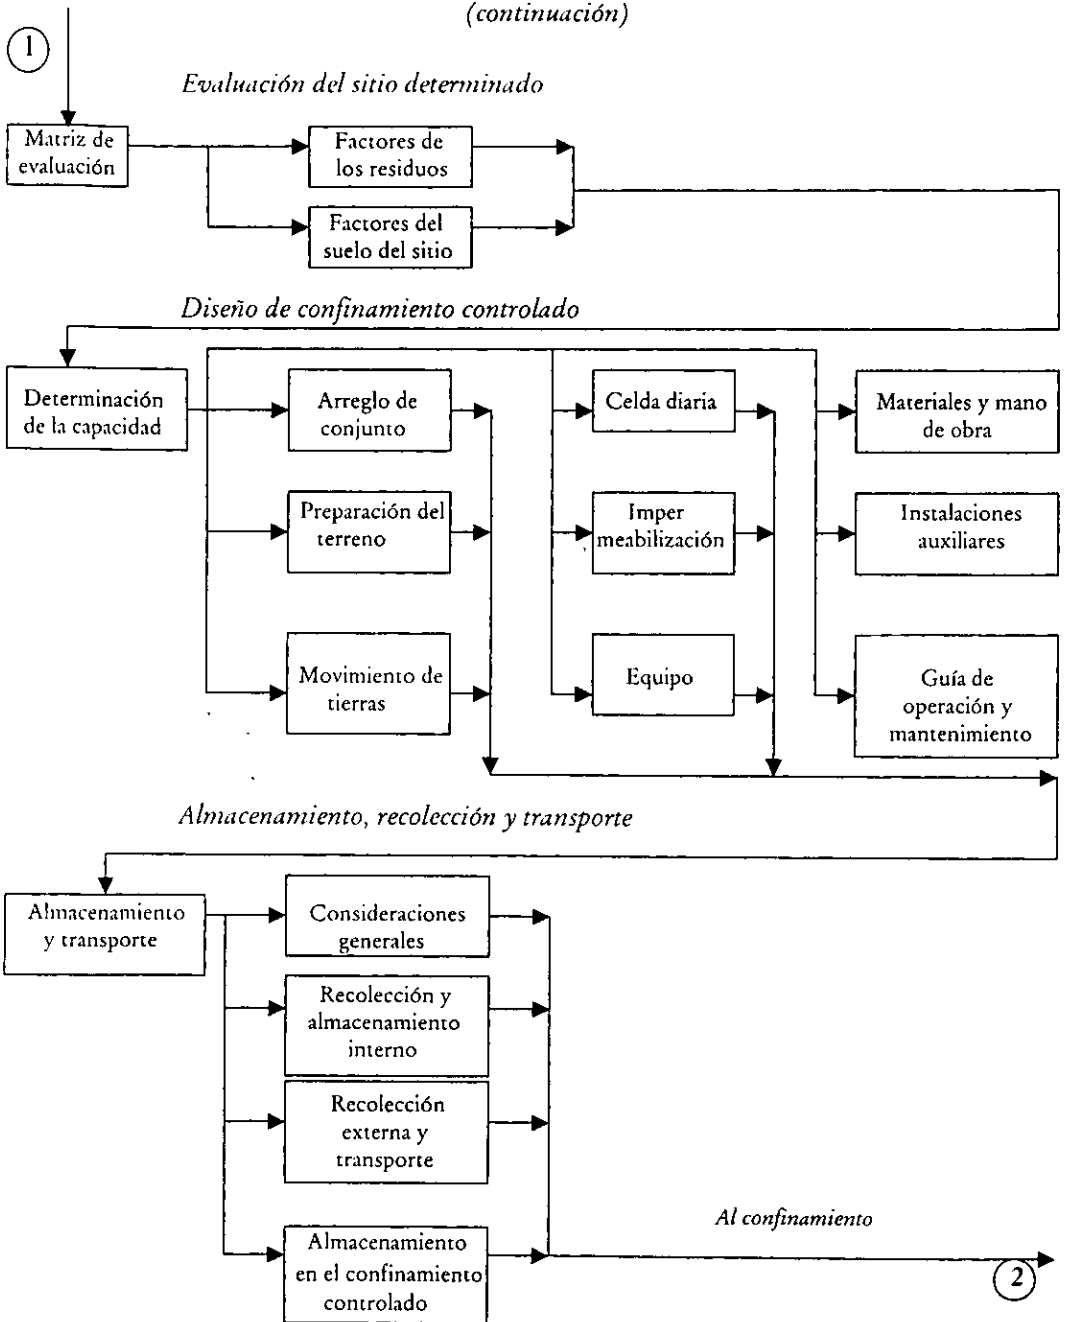 (continuación)
1
Evaluación del sitio determinado
Matriz de
evaluación
Factores de
los residuos
Factores del
suelo del sitio
Diseño de confinamiento controlado
Determinación
de la capacidad
Arreglo de
conjunto
Celda diaria
Materiales y mano
de obra
Preparación del
terreno
Imper
meabilización
Instalaciones
auxiliares
Movimiento de
tierras
Equipo
Guía de
operación y
mantenimiento
Almacenamiento, recolección y transporte
Almacenamiento
y transporte
Consideraciones
generales
Recolección y
almacenamiento
interno
Recolección
externa y
transporte
Almacenamiento
en el confinamiento
controlado
Al confinamiento
2